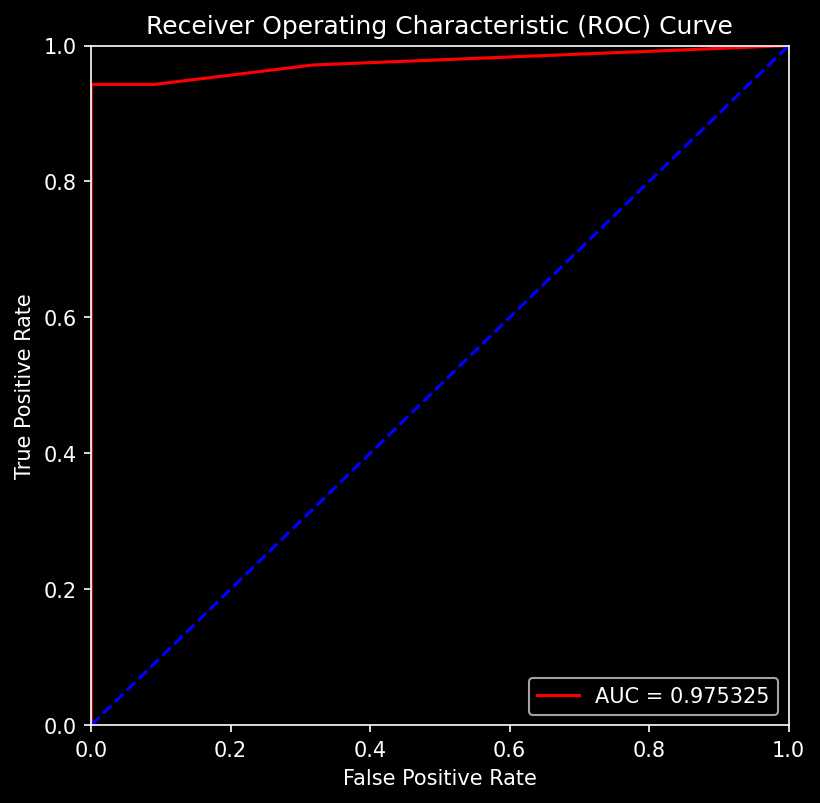 Receiver Operating Characteristic (ROC) Curve
1.0
0.8
0.6
0.4
0.2
0.0
True Positive Rate
AUC = 0.975325
0.0 0.2 0.4 0.6 0.8 1.0
False Positive Rate